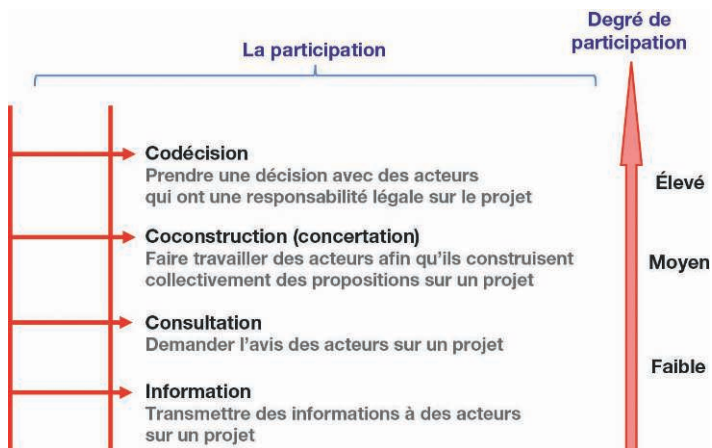 Degré de
participation
La participation
Codécision
Prendre une décision avec des acteurs
qui ont une responsabilité légale sur le projet
Élevé
Coconstruction (concertation)
Faire travailler des acteurs afin qu’ils construisent
collectivement des propositions sur un projet
Moyen
Consultation
Demander l’avis des acteurs sur un projet
Faible
Information
Transmettre des informations à des acteurs
sur un projet